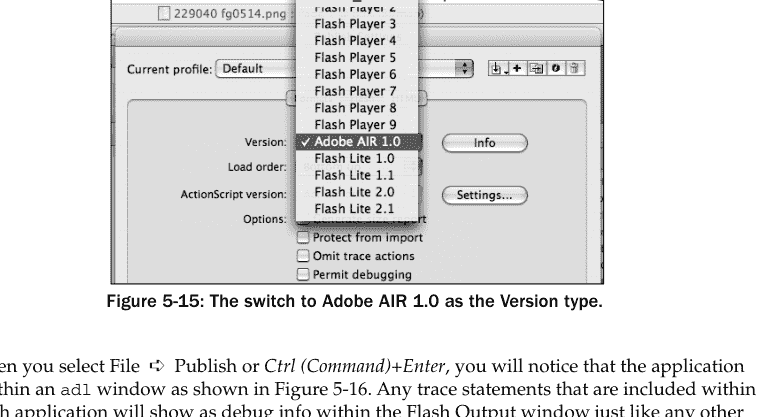 Flash Player 2
229040 fg0514.png :
Flash Player 3
Flash Player 4
Current profile: Default
Flash Player 5
Flash Player 6
Flash Player 7
Flash Player 8
Flash Player 9
Version: ✓ Adobe AIR 1.0 Info
Load order: Flash Lite 1.0
Flash Lite 1.1
ActionScript version: Flash Lite 2.0 Settings...
Flash Lite 2.1
Options: Generate size report
Protect from import
Omit trace actions
Permit debugging
Figure 5-15: The switch to Adobe AIR 1.0 as the Version type.
en you select File ➪ Publish or Ctrl (Command)+Enter, you will notice that the application
thin an adl window as shown in Figure 5-16. Any trace statements that are included within
h application will show as debug info within the Flash Output window just like any other